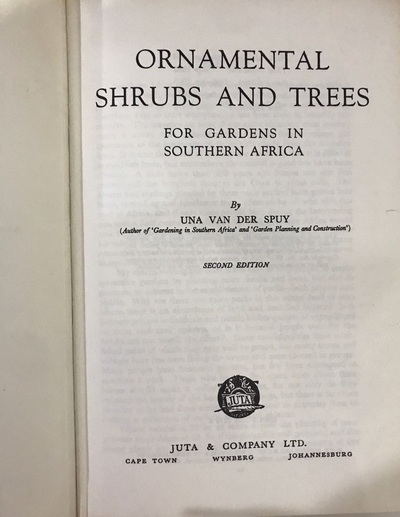 ORNAMENTAL
SHRUBS AND TREES
FOR GARDENS IN
SOUTHERN AFRICA
By
UNA VAN DER SPUY
(Author of 'Gardening in Southern Africa' and 'Garden Planning and Construction')
SECOND EDITION
JUTA
JUTA & COMPANY LTD.
CAPE TOWN WYNBERG JOHANNESBURG